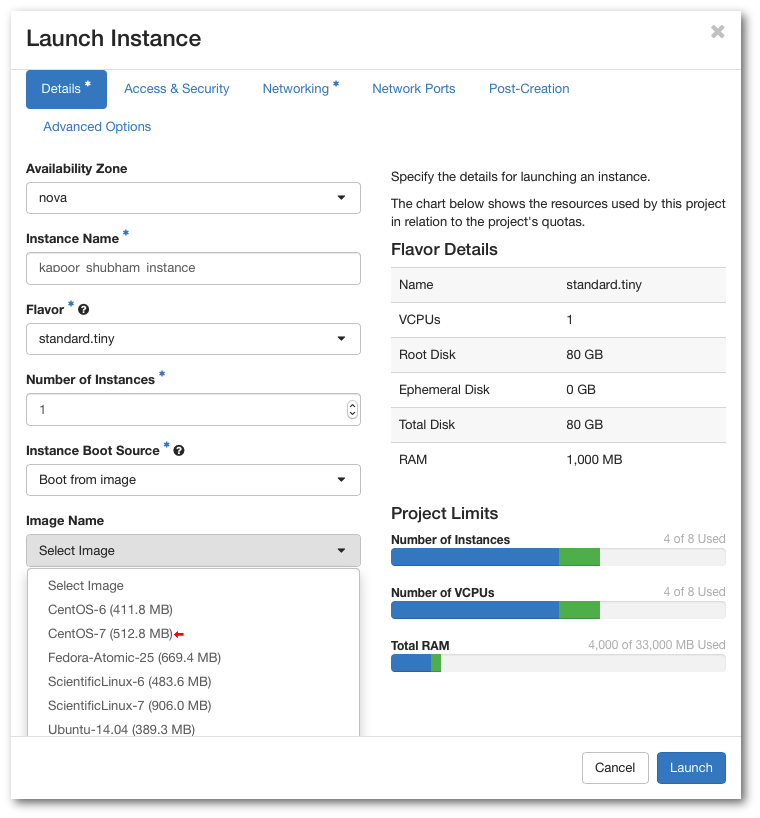 Launch Instance
Details *
Access & Security
Networking *
Network Ports
Post-Creation
Advanced Options
Availability Zone
nova
Instance Name *
kapoor_shubham_instance
Flavor *
standard.tiny
Number of Instances *
1
Instance Boot Source *
Boot from image
Image Name
Select Image
Select Image
CentOS-6 (411.8 MB)
CentOS-7 (512.8 MB)
Fedora-Atomic-25 (669.4 MB)
ScientificLinux-6 (483.6 MB)
ScientificLinux-7 (906.0 MB)
Ubuntu-14.04 (389.3 MB)
Specify the details for launching an instance.
The chart below shows the resources used by this project
in relation to the project's quotas.
Flavor Details
Name standard.tiny
VCPUs 1
Root Disk 80 GB
Ephemeral Disk 0 GB
Total Disk 80 GB
RAM 1,000 MB
Project Limits
Number of Instances 4 of 8 Used
Number of VCPUs 4 of 8 Used
Total RAM 4,000 of 33,000 MB Used
Cancel
Launch